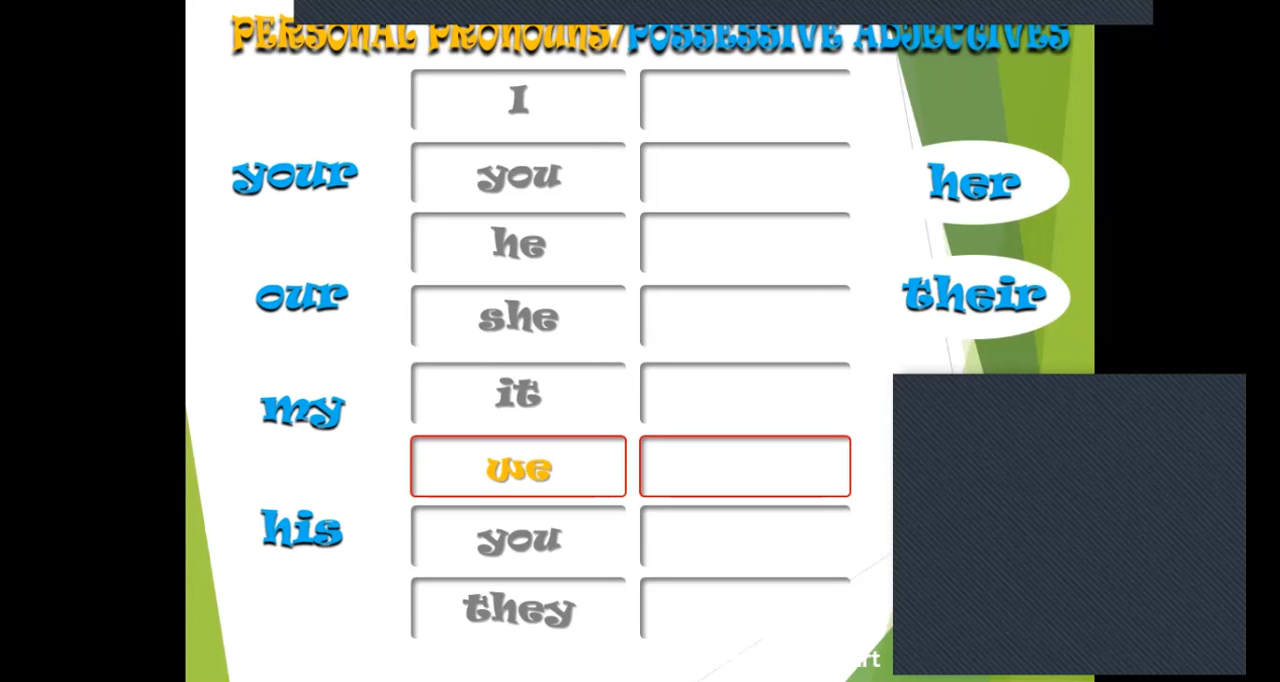 PERSONAL PRONOUNS/POSSESSIVE ADJECTIVES
I
your you her
he
our she their
my it
we
his you
they